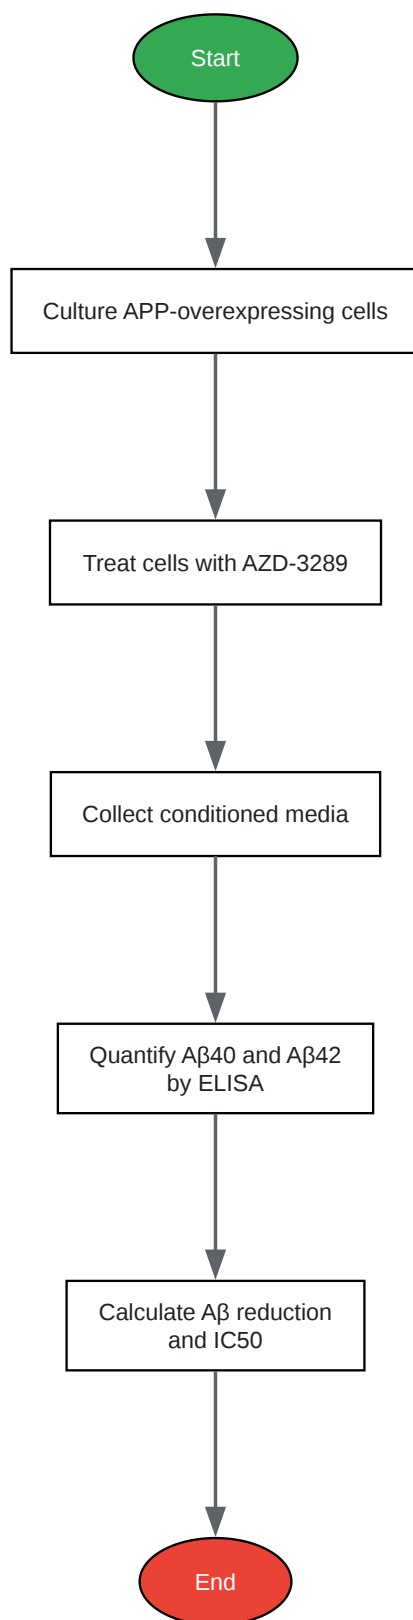 Start
Culture APP-overexpressing cells
Treat cells with AZD-3289
Collect conditioned media
Quantify Aβ40 and Aβ42
by ELISA
Calculate Aβ reduction
and IC50
End